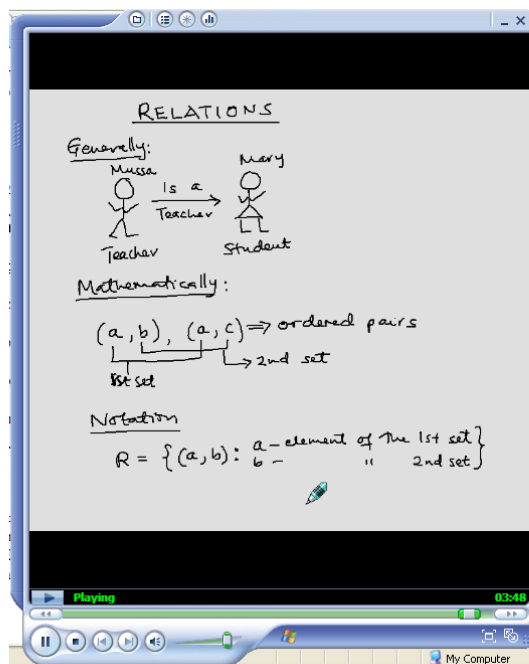 RELATIONS
Generally:
Mussa
Mary
Is a
Teacher
Teacher
Student
Mathematically:
(a, b), (a, c) ⇒ ordered pairs
2nd set
1st set
Notation
R = {(a, b): a - element of the 1st set}
b - " 2nd set
Playing
03:48
My Computer